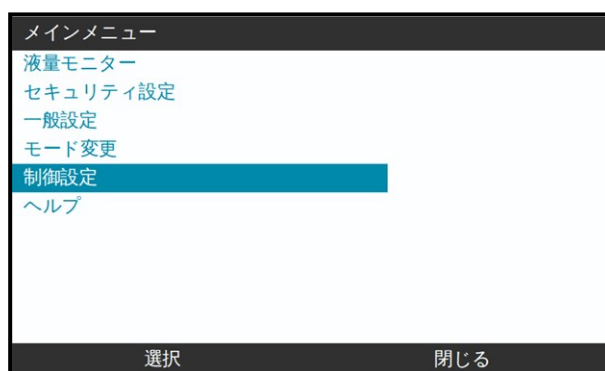 メインメニュー
液量モニター
セキュリティ設定
一般設定
モード変更
制御設定
ヘルプ
選択 閉じる